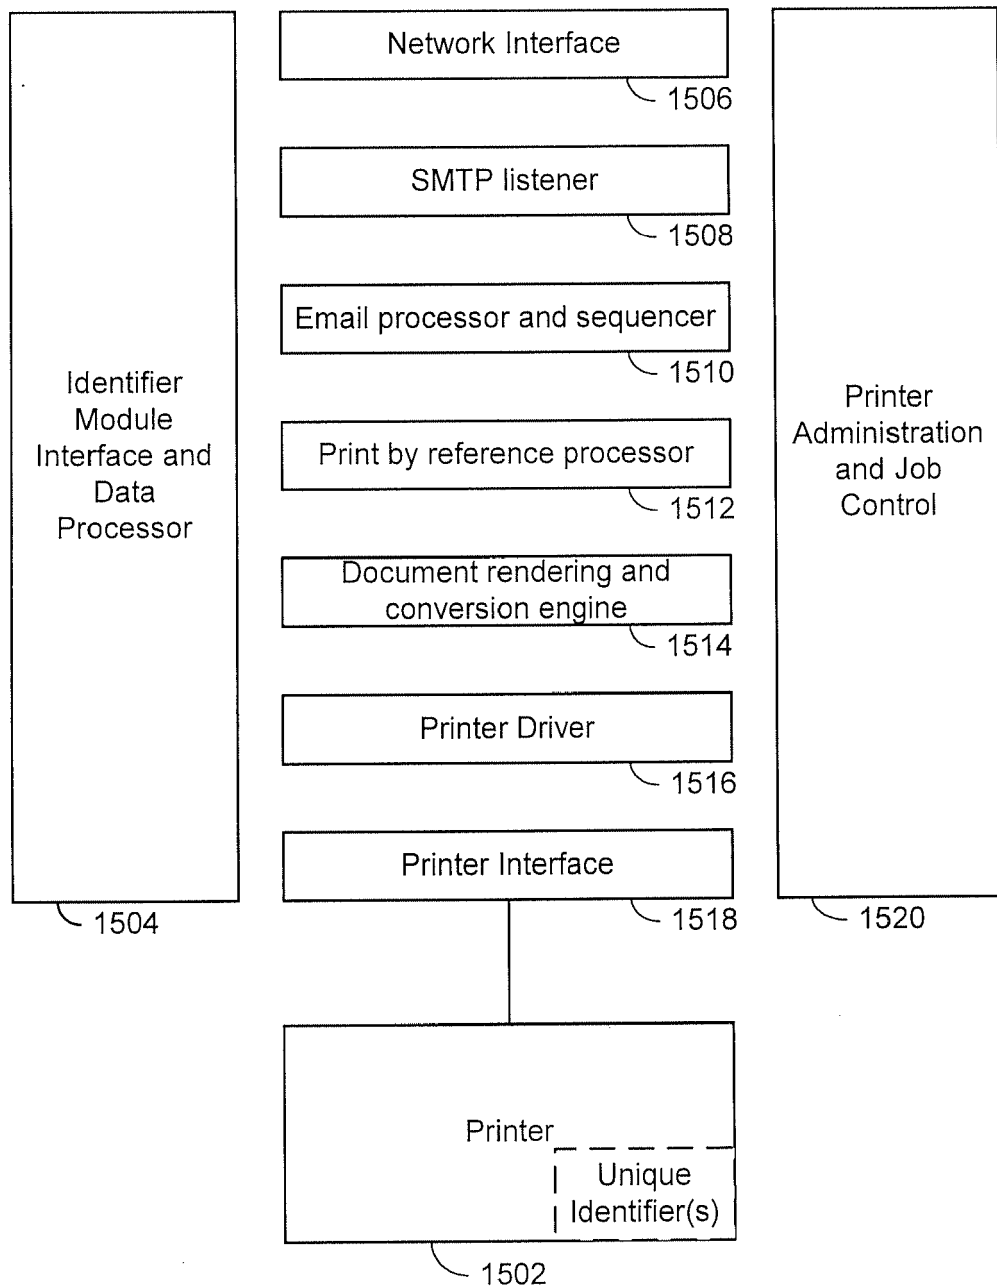 Network Interface
1506
SMTP listener
1508
Email processor and sequencer
1510
Print by reference processor
1512
Document rendering and
conversion engine
1514
Printer Driver
1516
Printer Interface
1518
Identifier
Module
Interface and
Data
Processor
1504
Printer
Administration
and Job
Control
1520
Printer
Unique
Identifier(s)
1502